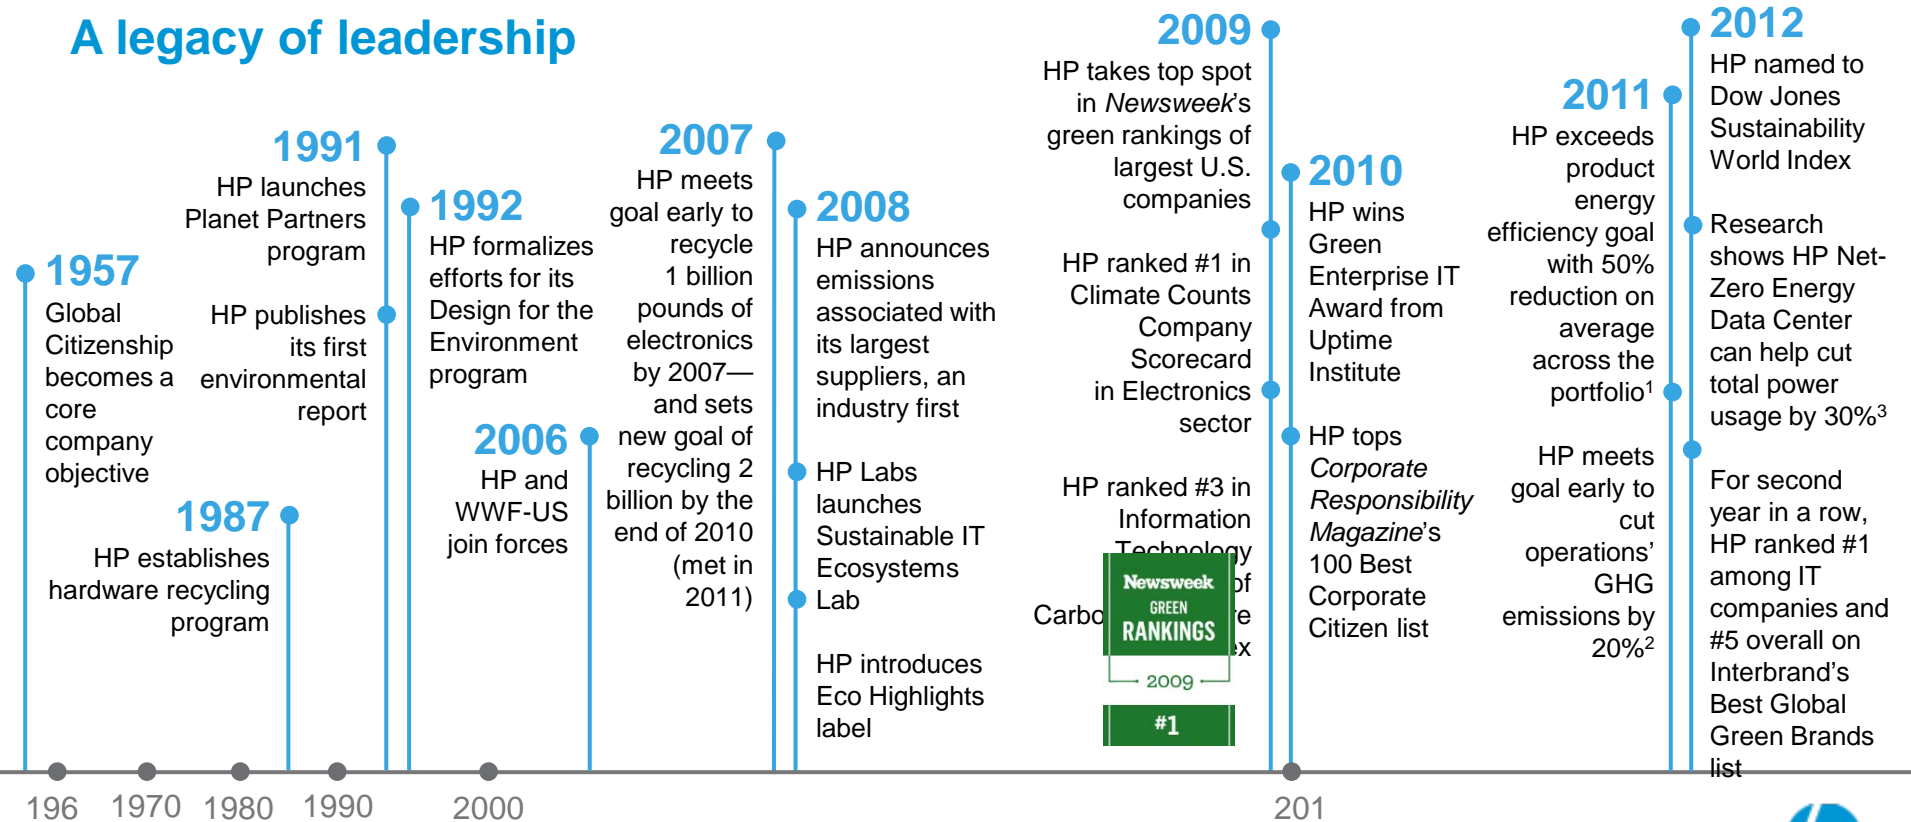 A legacy of leadership
1957
Global
Citizenship
becomes a
core
company
objective
1987
HP establishes
hardware recycling
program
1991
HP launches
Planet Partners
program
HP publishes
its first
environmental
report
1992
HP formalizes
efforts for its
Design for the
Environment
program
2006
HP and
WWF-US
join forces
2007
HP meets
goal early to
recycle
1 billion
pounds of
electronics
by 2007—
and sets
new goal of
recycling 2
billion by the
end of 2010
(met in
2011)
2008
HP announces
emissions
associated with
its largest
suppliers, an
industry first
HP Labs
launches
Sustainable IT
Ecosystems
Lab
HP introduces
Eco Highlights
label
2009
HP takes top spot
in Newsweek's
green rankings of
largest U.S.
companies
HP ranked #1 in
Climate Counts
Company
Scorecard
in Electronics
sector
HP ranked #3 in
Information
Technology
of
Newsweek
GREEN
RANKINGS
2009
#1
2010
HP wins
Green
Enterprise IT
Award from
Uptime
Institute
HP tops
Corporate
Responsibility
Magazine's
100 Best
Corporate
Citizen list
2011
HP exceeds
product
energy
efficiency goal
with 50%
reduction on
average
across the
portfolio¹
HP meets
goal early to
cut
operations'
GHG
emissions by
20%²
2012
HP named to
Dow Jones
Sustainability
World Index
Research
shows HP Net-
Zero Energy
Data Center
can help cut
total power
usage by 30%³
For second
year in a row,
HP ranked #1
among IT
companies and
#5 overall on
Interbrand's
Best Global
Green Brands
list
196 1970 1980 1990 2000 201